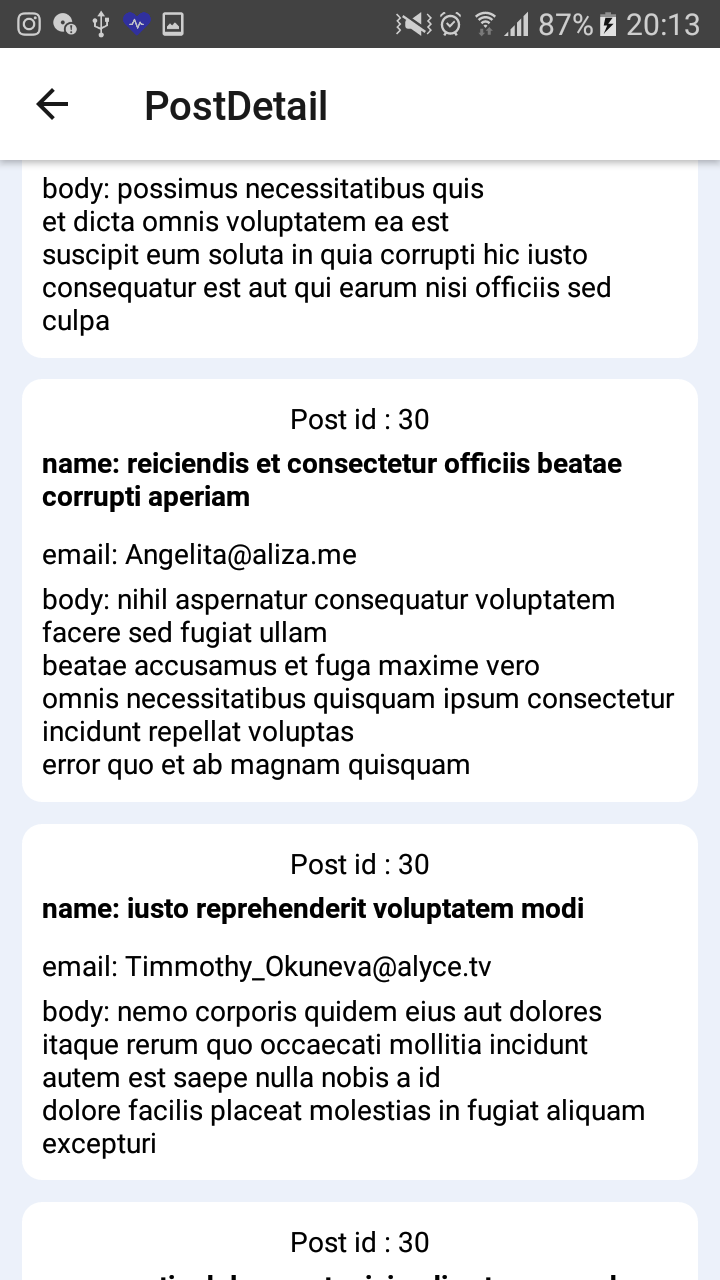 87% 20:13
PostDetail
body: possimus necessitatibus quis
et dicta omnis voluptatem ea est
suscipit eum soluta in quia corrupti hic iusto
consequatur est aut qui earum nisi officiis sed
culpa
Post id : 30
name: reiciendis et consectetur officiis beatae
corrupti aperiam
email: Angelita@aliza.me
body: nihil aspernatur consequatur voluptatem
facere sed fugiat ullam
beatae accusamus et fuga maxime vero
omnis necessitatibus quisquam ipsum consectetur
incidunt repellat voluptas
error quo et ab magnam quisquam
Post id : 30
name: iusto reprehenderit voluptatem modi
email: Timmothy_Okuneva@alyce.tv
body: nemo corporis quidem eius aut dolores
itaque rerum quo occaecati mollitia incidunt
autem est saepe nulla nobis a id
dolore facilis placeat molestias in fugiat aliquam
excepturi
Post id : 30